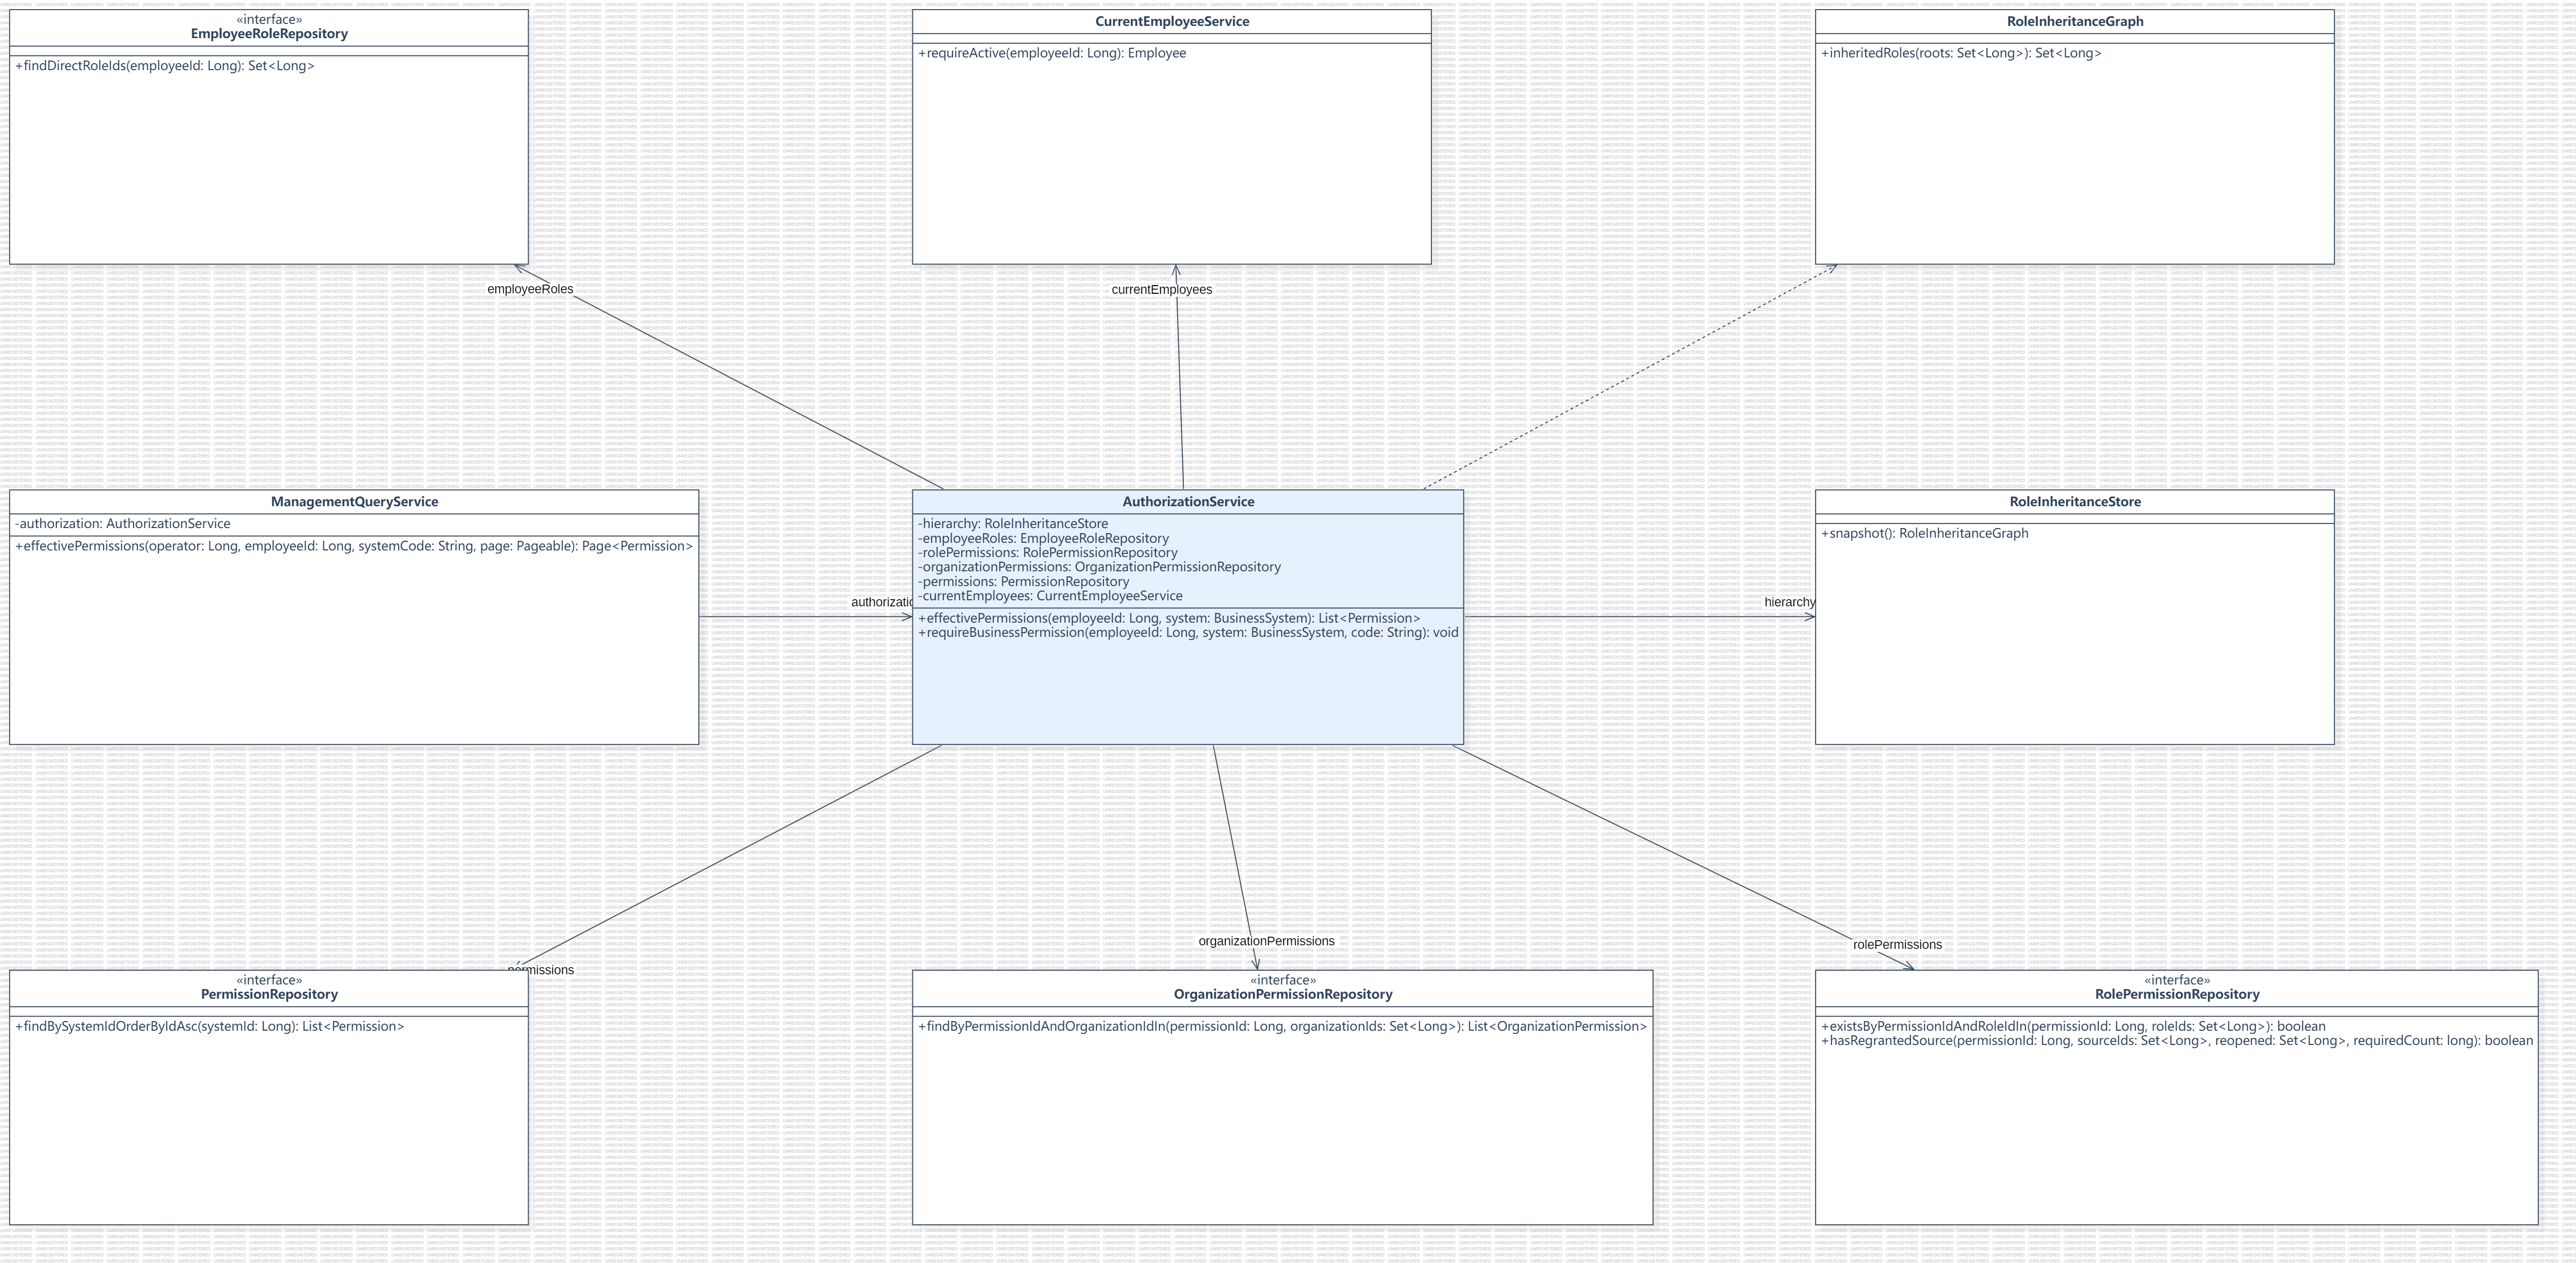 «interface»
EmployeeRoleRepository
+findDirectRoleIds(employeeId: Long): Set<Long>
CurrentEmployeeService
+requireActive(employeeId: Long): Employee
RoleInheritanceGraph
+inheritedRoles(roots: Set<Long>): Set<Long>
employeeRoles
currentEmployees
ManagementQueryService
-authorization: AuthorizationService
+effectivePermissions(operator: Long, employeeId: Long, systemCode: String, page: Pageable): Page<Permission>
authorizatio
AuthorizationService
-hierarchy: RoleInheritanceStore
-employeeRoles: EmployeeRoleRepository
-rolePermissions: RolePermissionRepository
-organizationPermissions: OrganizationPermissionRepository
-permissions: PermissionRepository
-currentEmployees: CurrentEmployeeService
+effectivePermissions(employeeId: Long, system: BusinessSystem): List<Permission>
+requireBusinessPermission(employeeId: Long, system: BusinessSystem, code: String): void
hierarchy
RoleInheritanceStore
+snapshot(): RoleInheritanceGraph
permissions
organizationPermissions
rolePermissions
«interface»
PermissionRepository
+findBySystemIdOrderByIdAsc(systemId: Long): List<Permission>
«interface»
OrganizationPermissionRepository
+findByPermissionIdAndOrganizationIdIn(permissionId: Long, organizationIds: Set<Long>): List<OrganizationPermission>
«interface»
RolePermissionRepository
+existsByPermissionIdAndRoleIdIn(permissionId: Long, roleIds: Set<Long>): boolean
+hasRegrantedSource(permissionId: Long, sourceIds: Set<Long>, reopened: Set<Long>, requiredCount: long): boolean
UNREGISTERED